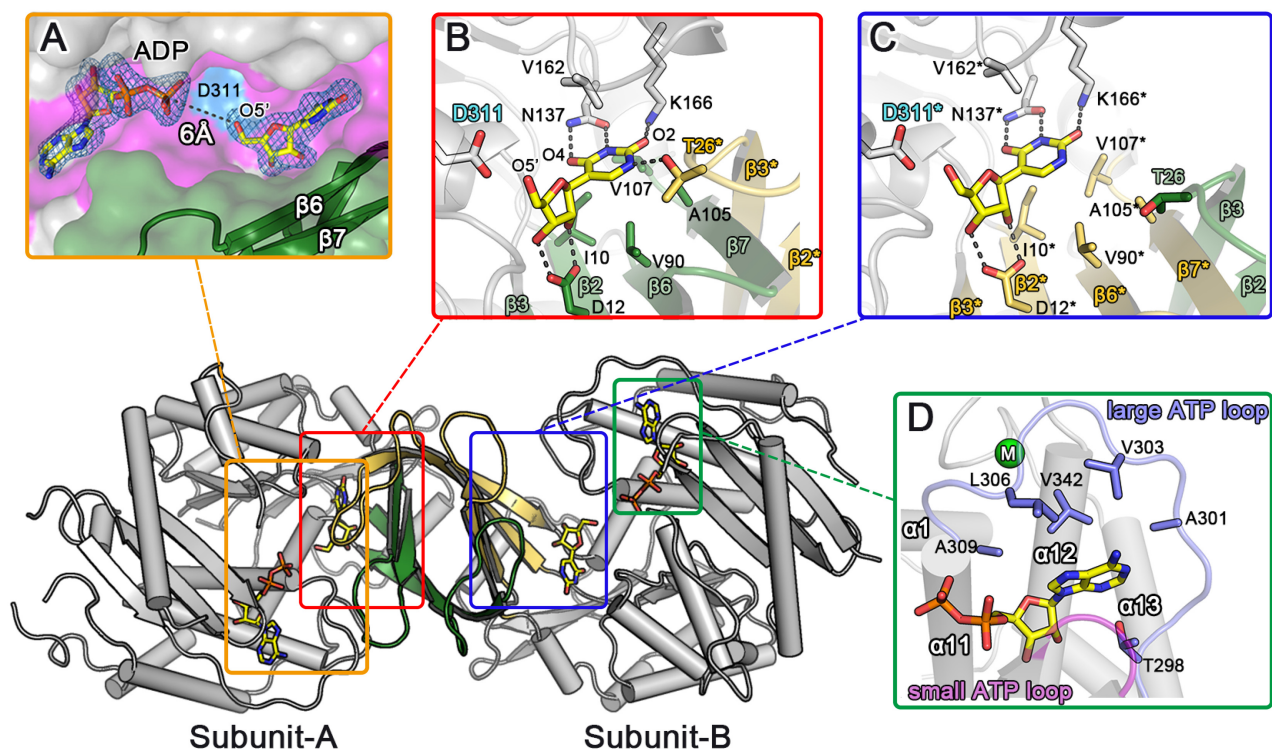 A
ADP
D311
O5’
6Å
β6
β7
B
V162
N137
K166
D311
O2
O4
T26*
O5’
β3*
V107
A105
β7
I10
V90
β2*
β2
β6
β3
D12
C
V162*
K166*
D311*
N137*
V107*
T26
A105*
β3
I10*
V90*
β7*
β2*
β2
β6*
β3*
D12*
D
large ATP loop
M
V303
L306
V342
A301
α1
A309
α12
α13
α11
T298
small ATP loop
Subunit-A
Subunit-B